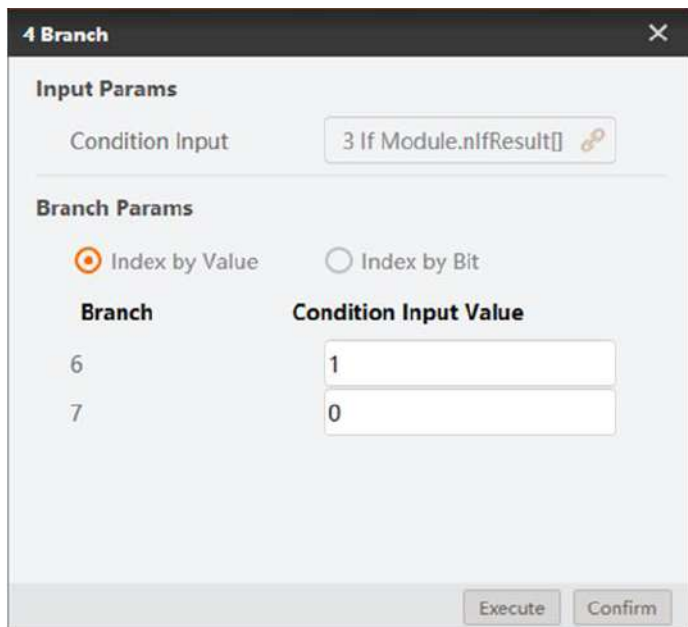 4 Branch
Input Params
Condition Input 3 If Module.nIfResult[]
Branch Params
Index by Value Index by Bit
Branch Condition Input Value
6 1
7 0
Execute Confirm